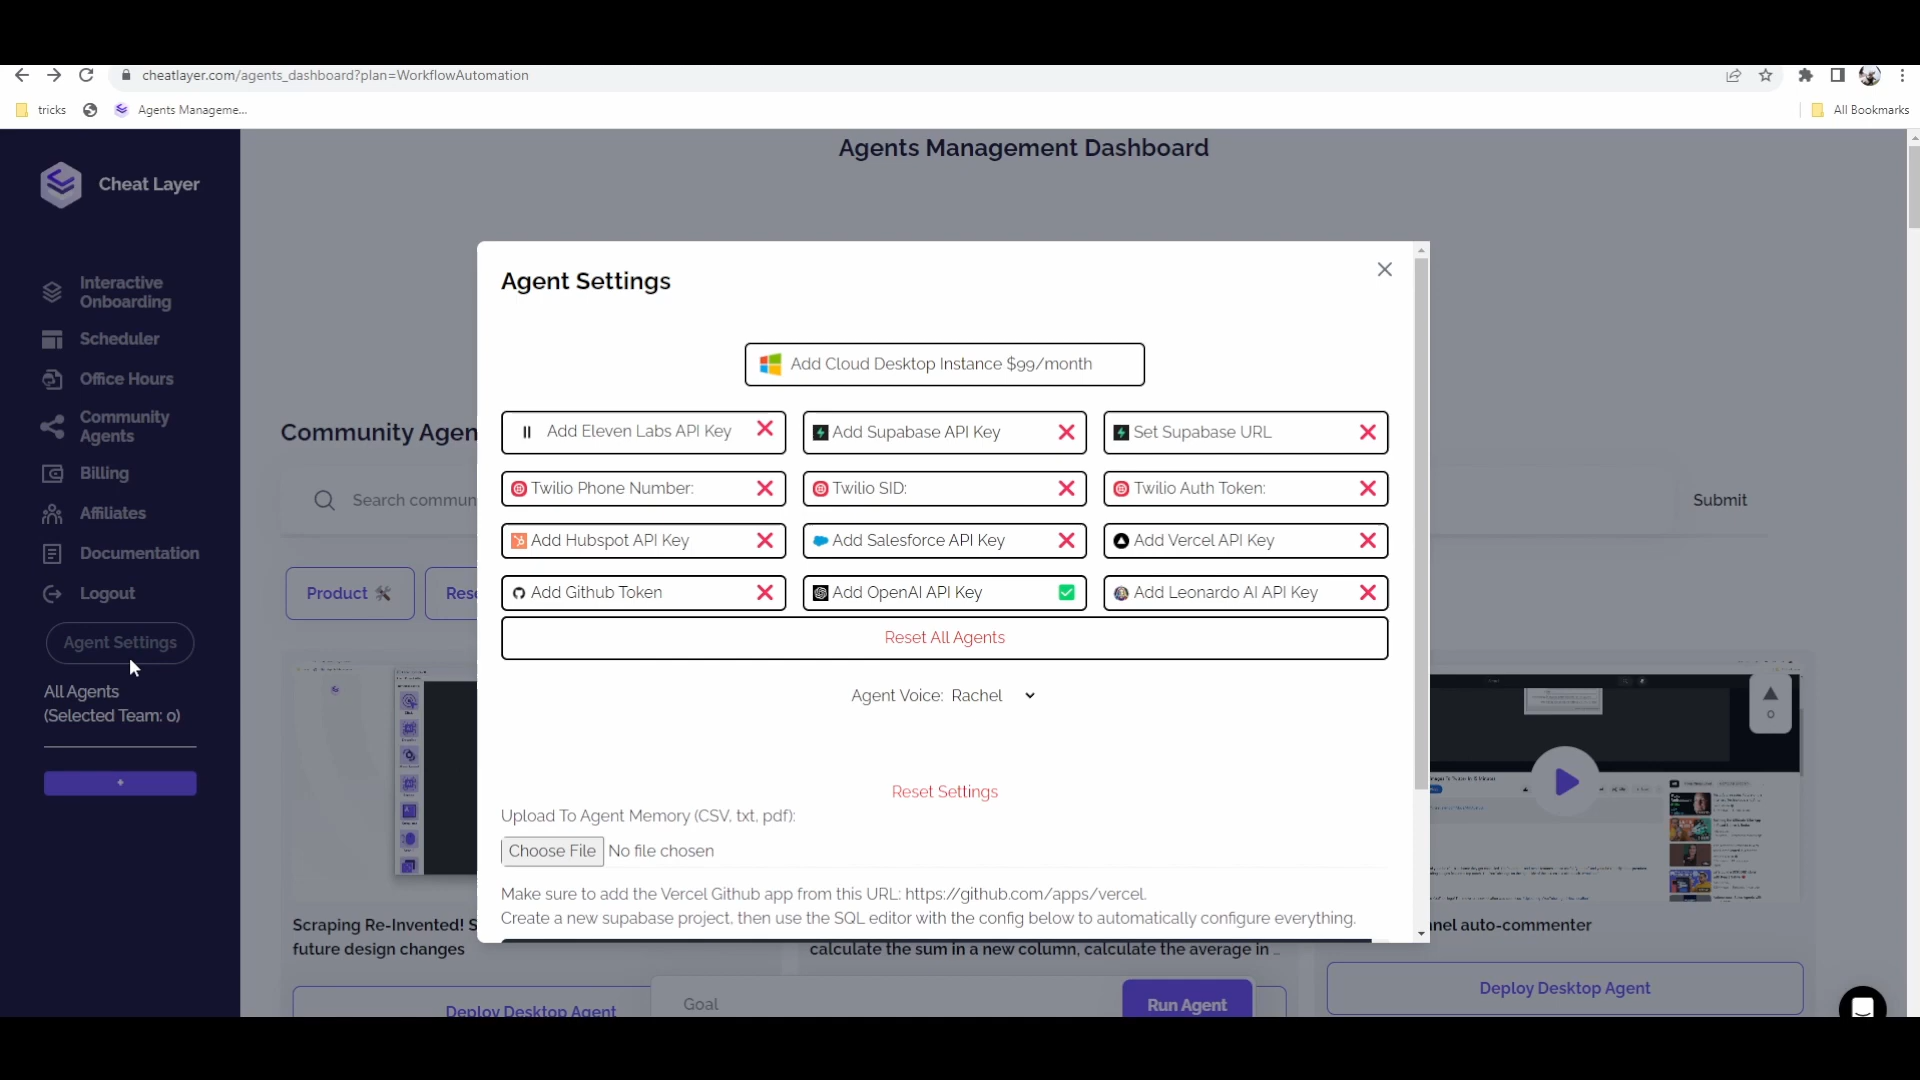 cheatlayer.com/agents_dashboard?plan=WorkflowAutomation
tricks
Agents Manageme...
All Bookmarks
Agents Management Dashboard
Cheat Layer
Interactive
Onboarding
Scheduler
Office Hours
Community
Agents
Billing
Affiliates
Documentation
Logout
Agent Settings
All Agents
(Selected Team: 0)
+
Community Agen
Search commun
Submit
Product
Agent Settings
Add Cloud Desktop Instance $99/month
Add Eleven Labs API Key
Add Supabase API Key
Set Supabase URL
Twilio Phone Number:
Twilio SID:
Twilio Auth Token:
Add Hubspot API Key
Add Salesforce API Key
Add Vercel API Key
Add Github Token
Add OpenAI API Key
Add Leonardo AI API Key
Reset All Agents
Agent Voice: Rachel
Reset Settings
Upload To Agent Memory (CSV, txt, pdf):
Choose File No file chosen
Make sure to add the Vercel Github app from this URL: https://github.com/apps/vercel.
Create a new supabase project, then use the SQL editor with the config below to automatically configure everything.
0
Scraping Re-Invented! S
future design changes
calculate the sum in a new column, calculate the average in ...
nel auto-commenter
Deploy Desktop Agent
Deploy Desktop Agent
Goal
Run Agent